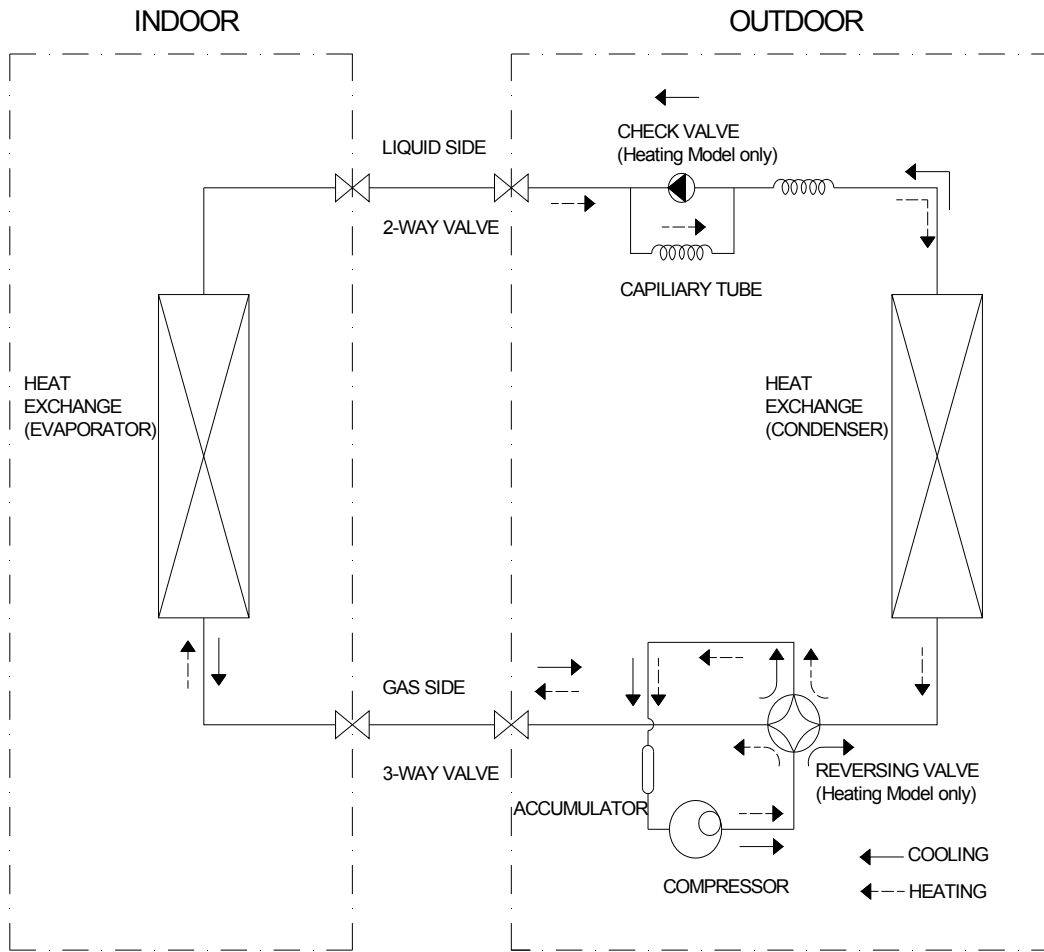 INDOOR
OUTDOOR
LIQUID SIDE
2-WAY VALVE
CHECK VALVE
(Heating Model only)
CAPILIARY TUBE
HEAT
EXCHANGE
(EVAPORATOR)
HEAT
EXCHANGE
(CONDENSER)
GAS SIDE
3-WAY VALVE
ACCUMULATOR
COMPRESSOR
REVERSING VALVE
(Heating Model only)
COOLING
HEATING